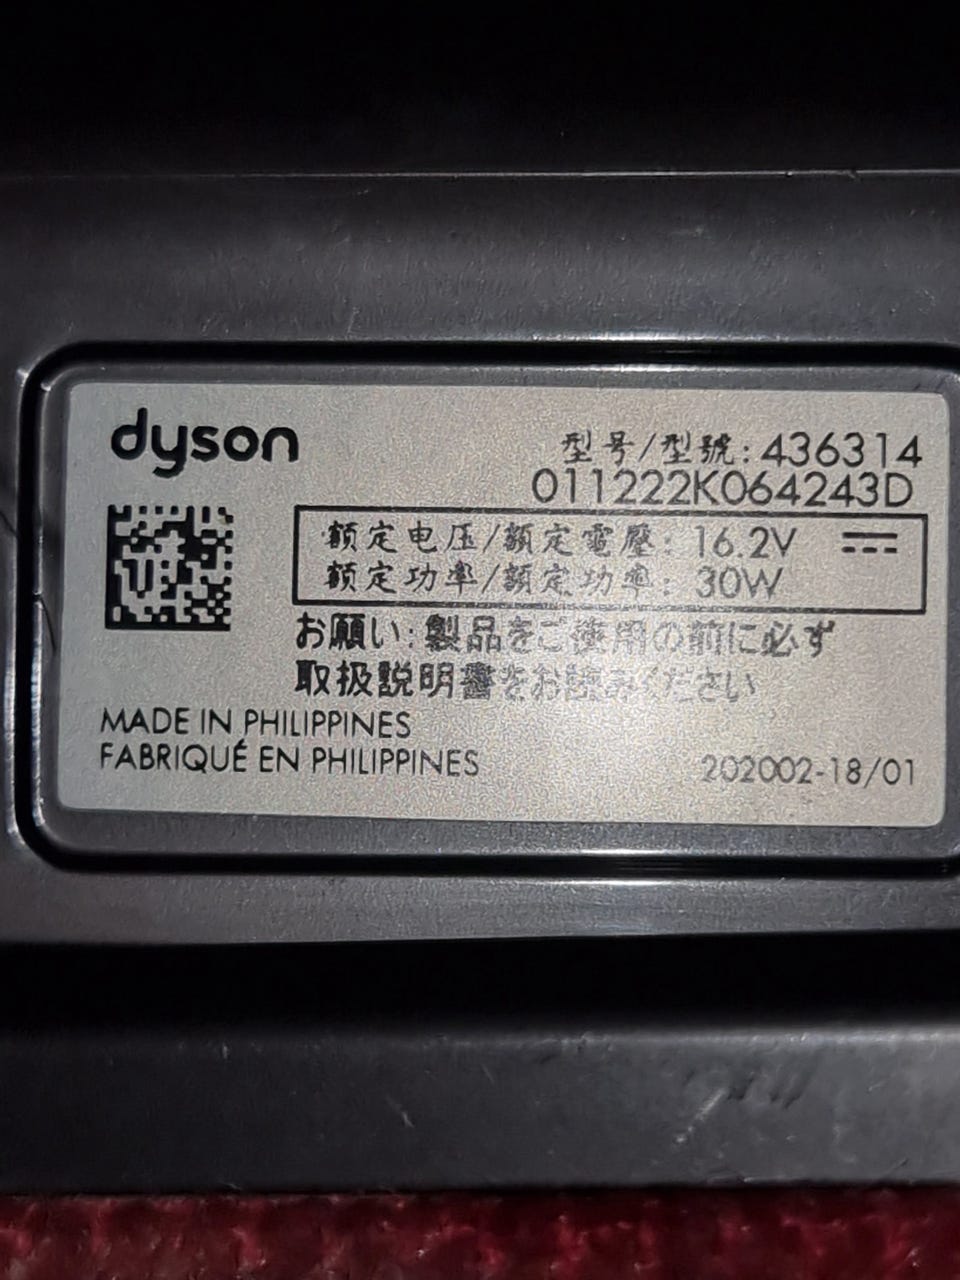 dyson
型号/型號: 436314
011222K064243D
额定电压/額定電壓: 16.2V
额定功率/額定功率: 30W
お願い: 製品をご使用の前に必ず
取扱説明書をお読みください
MADE IN PHILIPPINES
FABRIQUÉ EN PHILIPPINES
202002-18/01